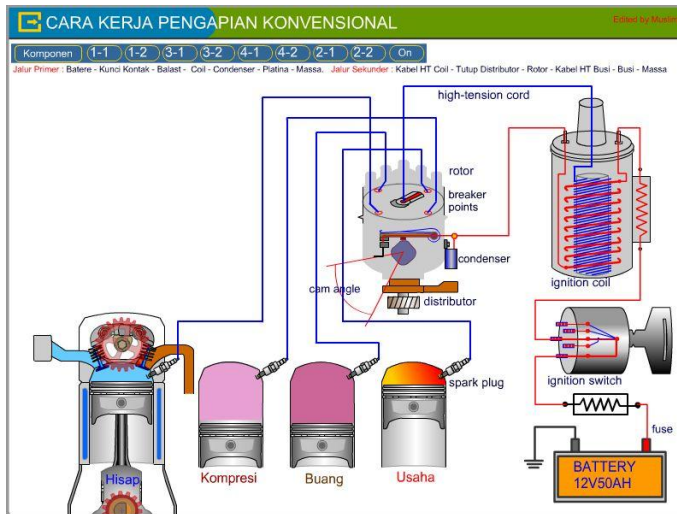 CARA KERJA PENGAPIAN KONVENSIONAL
Edited by Muslim
Komponen 1-1 1-2 3-1 3-2 4-1 4-2 2-1 2-2 On
Jalur Primer : Batere - Kunci Kontak - Balast - Coil - Condenser - Platina - Massa. Jalur Sekunder : Kabel HT Coil - Tutup Distributor - Rotor - Kabel HT Busi - Busi - Massa
high-tension cord
rotor
breaker
points
condenser
ignition coil
cam angle
distributor
ignition switch
spark plug
fuse
BATTERY
12V50AH
Hisap
Kompresi
Buang
Usaha